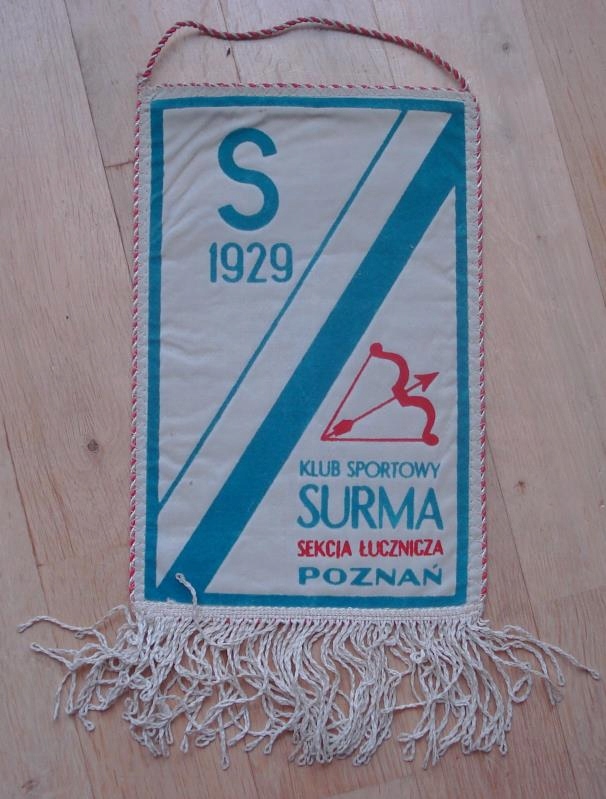 S
1929
KLUB SPORTOWY
SURMA
SEKCJA ŁUCZNICZA
POZNAŃ